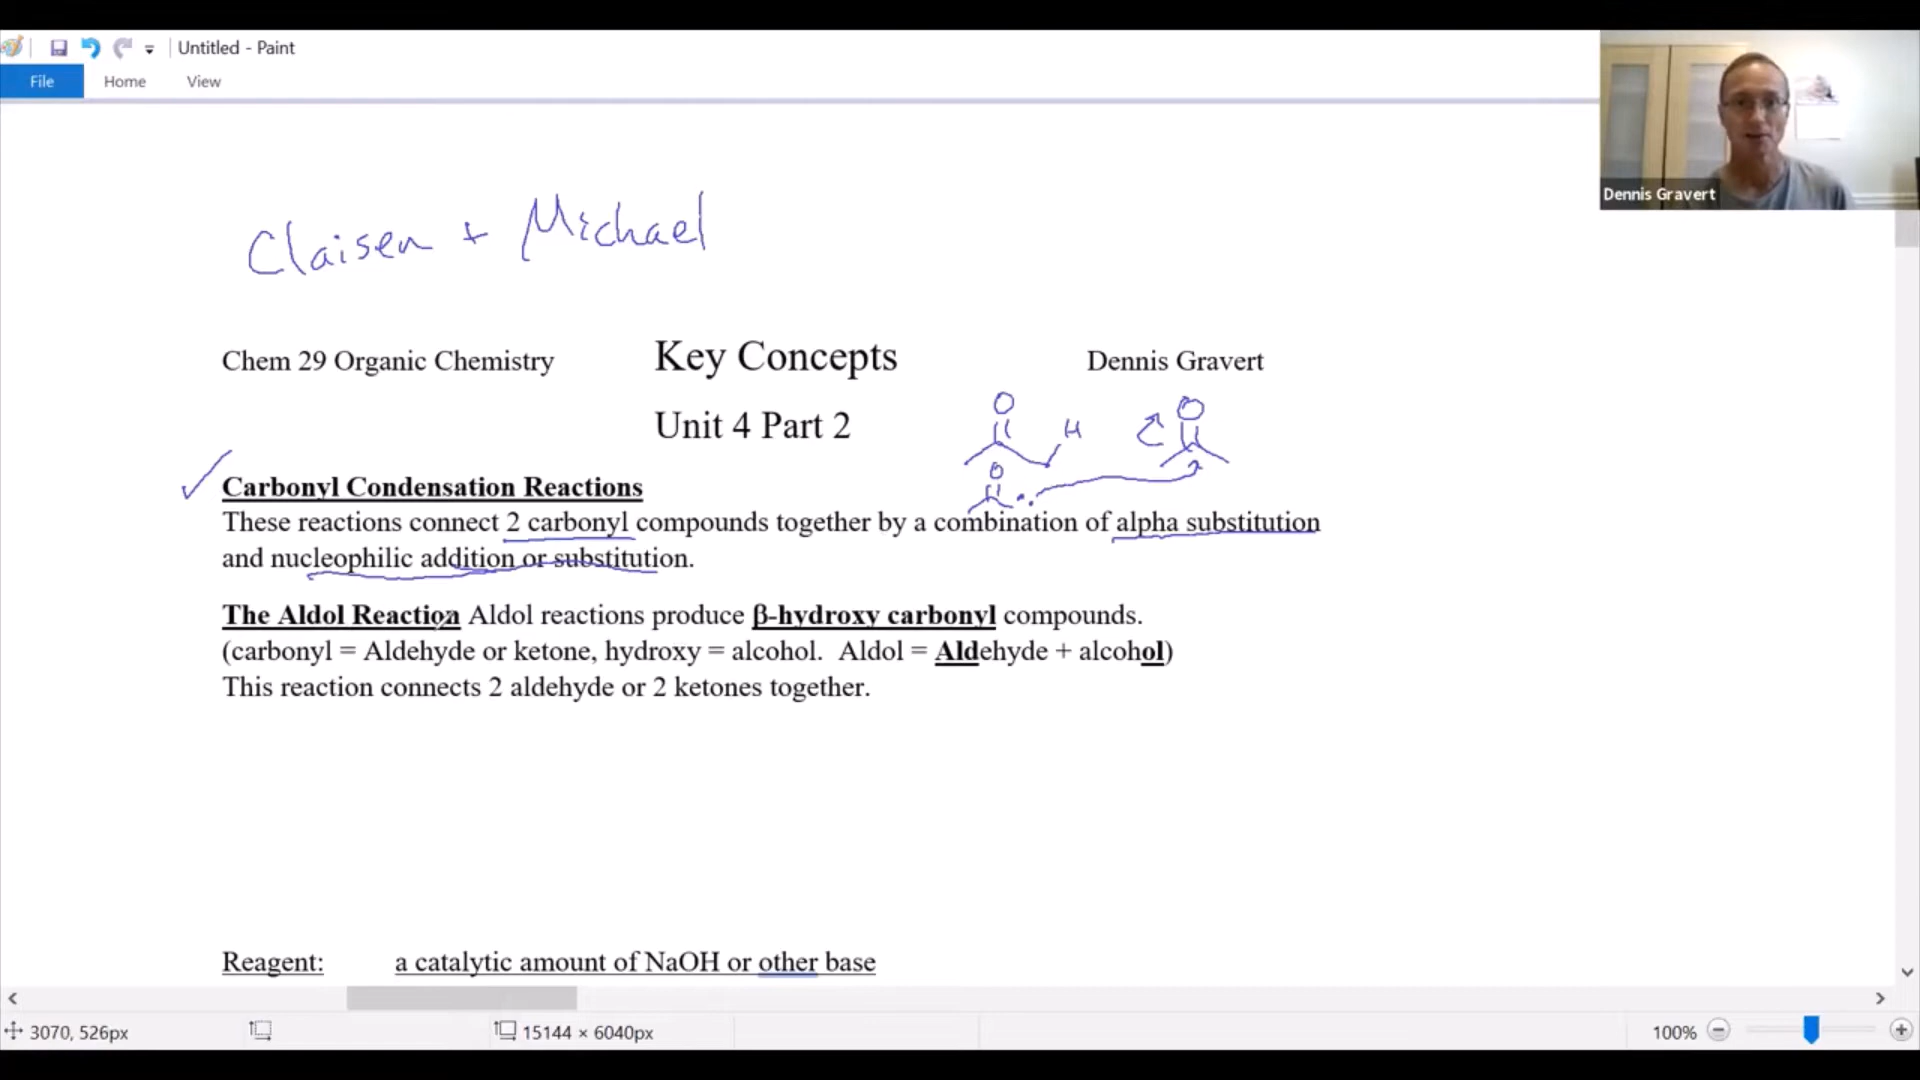 Untitled - Paint
File Home View
Dennis Gravert
Claisen + Michael
Chem 29 Organic Chemistry Key Concepts Dennis Gravert
Unit 4 Part 2
O
H
O
O
Carbonyl Condensation Reactions
These reactions connect 2 carbonyl compounds together by a combination of alpha substitution
and nucleophilic addition or substitution.
The Aldol Reaction Aldol reactions produce β-hydroxy carbonyl compounds.
(carbonyl = Aldehyde or ketone, hydroxy = alcohol. Aldol = Aldehyde + alcohol)
This reaction connects 2 aldehyde or 2 ketones together.
Reagent: a catalytic amount of NaOH or other base
3070, 526px 15144 × 6040px 100%